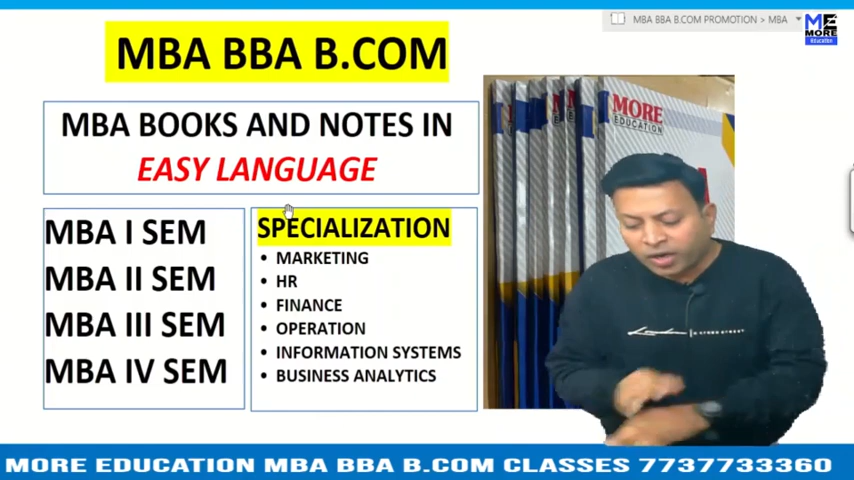 MBA BBA B.COM PROMOTION > MBA
ME
MORE
Education
MBA BBA B.COM
MBA BOOKS AND NOTES IN
EASY LANGUAGE
MBA I SEM
MBA II SEM
MBA III SEM
MBA IV SEM
SPECIALIZATION
• MARKETING
• HR
• FINANCE
• OPERATION
• INFORMATION SYSTEMS
• BUSINESS ANALYTICS
MORE
EDUCATION
MORE EDUCATION MBA BBA B.COM CLASSES 7737733360